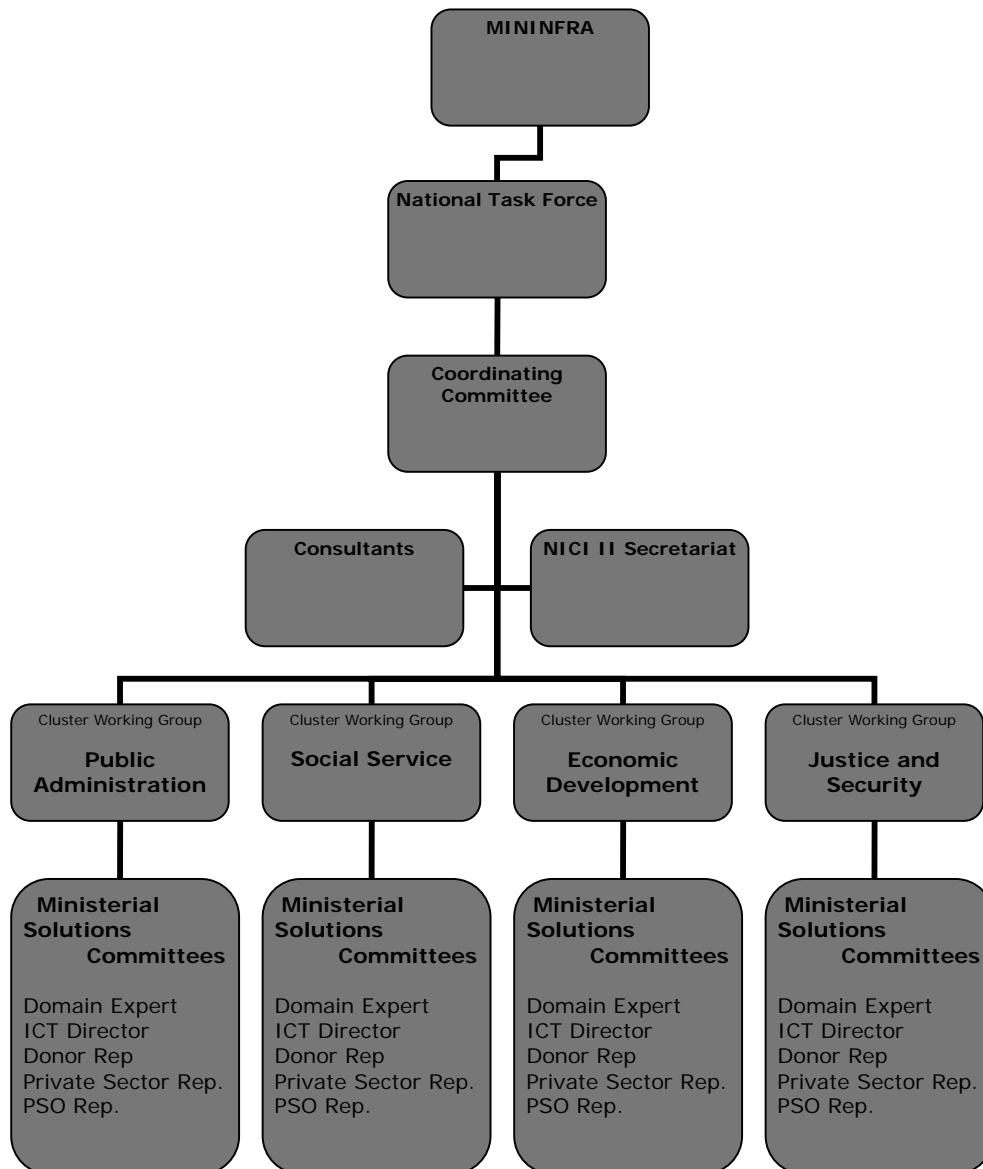 MININFRA
National Task Force
Coordinating
Committee
Consultants
NICI II Secretariat
Cluster Working Group
Public
Administration
Cluster Working Group
Social Service
Cluster Working Group
Economic
Development
Cluster Working Group
Justice and
Security
Ministerial
Solutions
Committees
Domain Expert
ICT Director
Donor Rep
Private Sector Rep.
PSO Rep.
Ministerial
Solutions
Committees
Domain Expert
ICT Director
Donor Rep
Private Sector Rep.
PSO Rep.
Ministerial
Solutions
Committees
Domain Expert
ICT Director
Donor Rep
Private Sector Rep.
PSO Rep.
Ministerial
Solutions
Committees
Domain Expert
ICT Director
Donor Rep
Private Sector Rep.
PSO Rep.